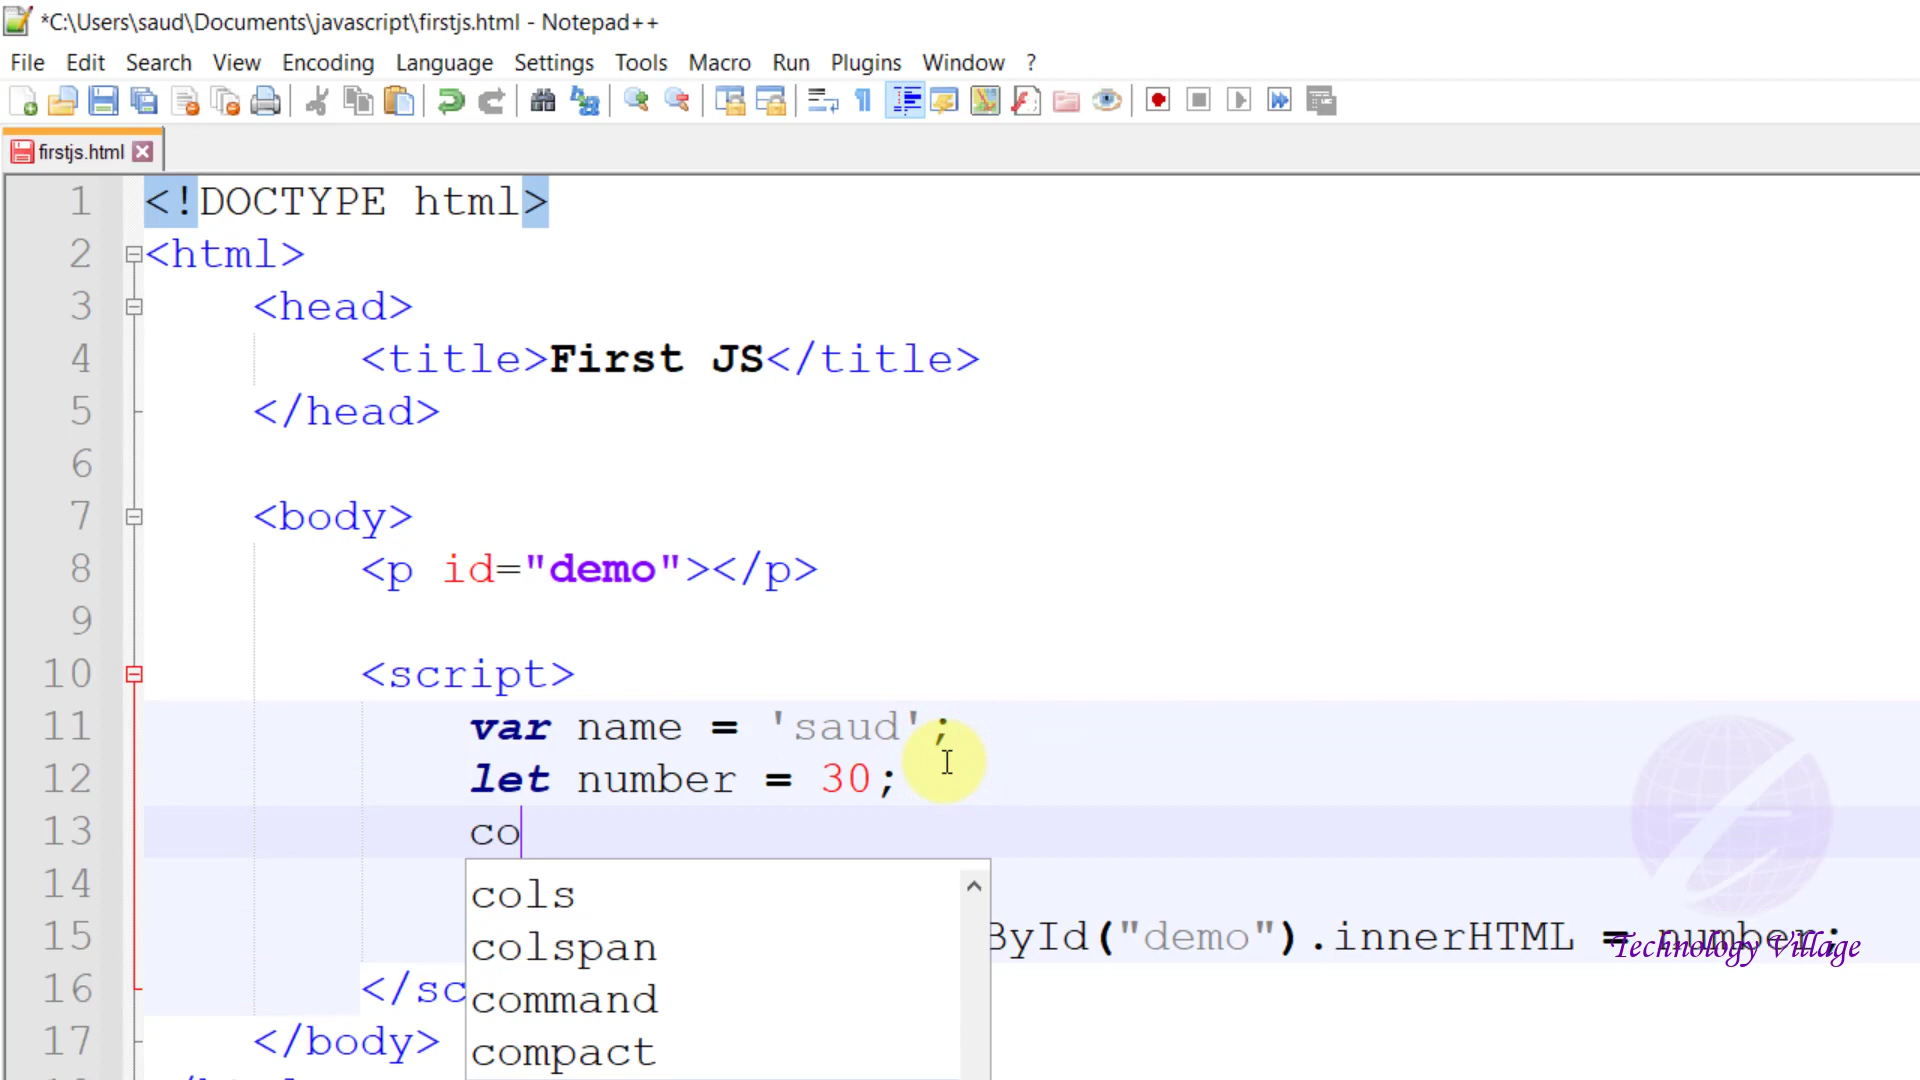 *C:\Users\saud\Documents\javascript\firstjs.html - Notepad++
File Edit Search View Encoding Language Settings Tools Macro Run Plugins Window ?
firstjs.html
1 <!DOCTYPE html>
2 <html>
3 <head>
4 <title>First JS</title>
5 </head>
6
7 <body>
8 <p id="demo"></p>
9
10 <script>
11 var name = 'saud';
12 let number = 30;
13 co
14 cols
colspan
15 ById("demo").innerHTML = number;
16 </sc
command
17 </body>
compact
Technology Village